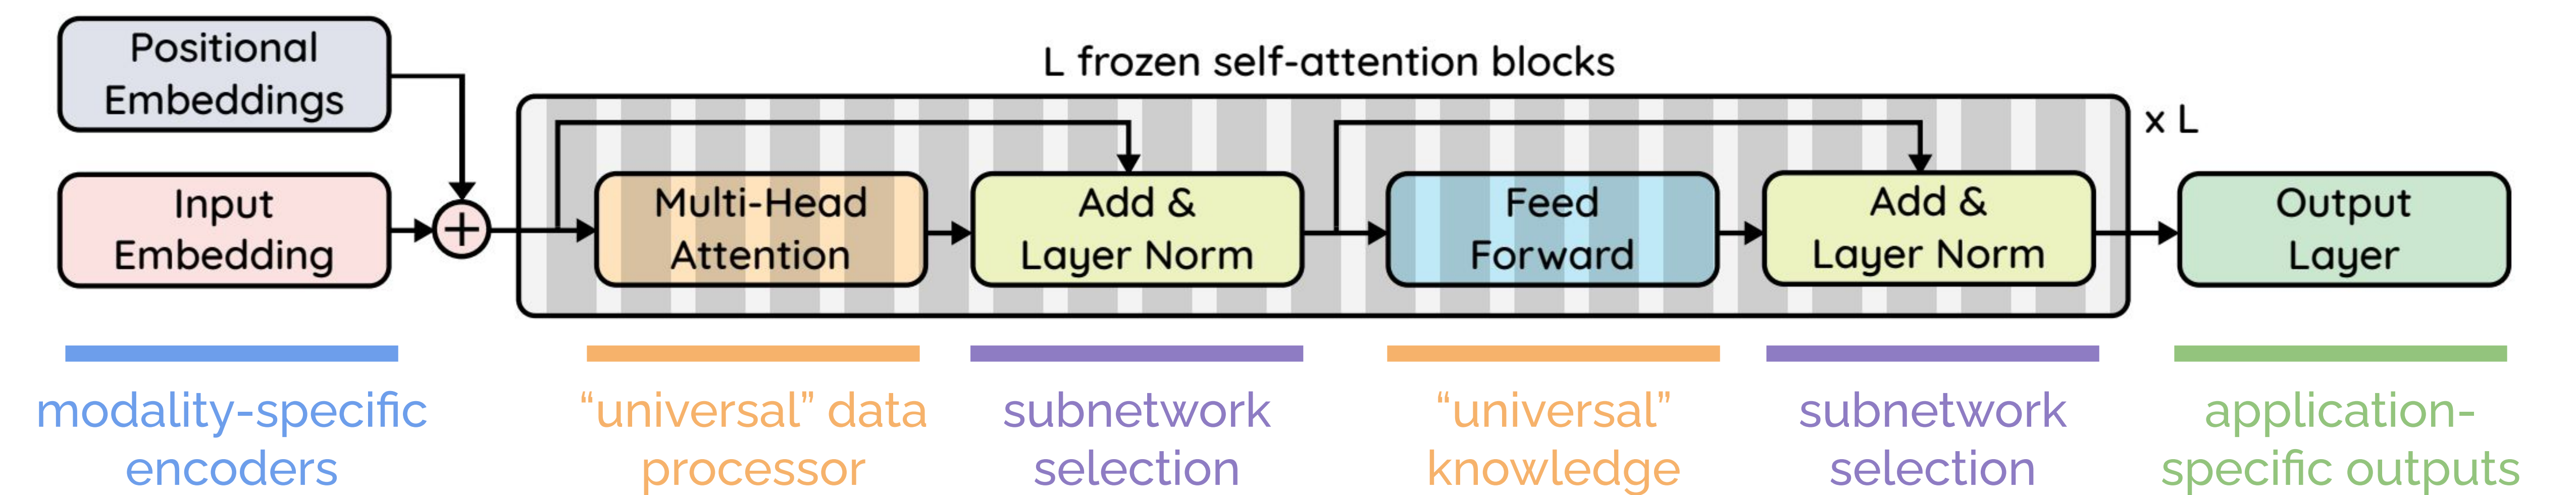 Positional
Embeddings
L frozen self-attention blocks
x L
Input
Embedding
+
Multi-Head
Attention
Add &
Layer Norm
Feed
Forward
Add &
Layer Norm
Output
Layer
modality-specific
encoders
“universal” data
processor
subnetwork
selection
“universal”
knowledge
subnetwork
selection
application-
specific outputs